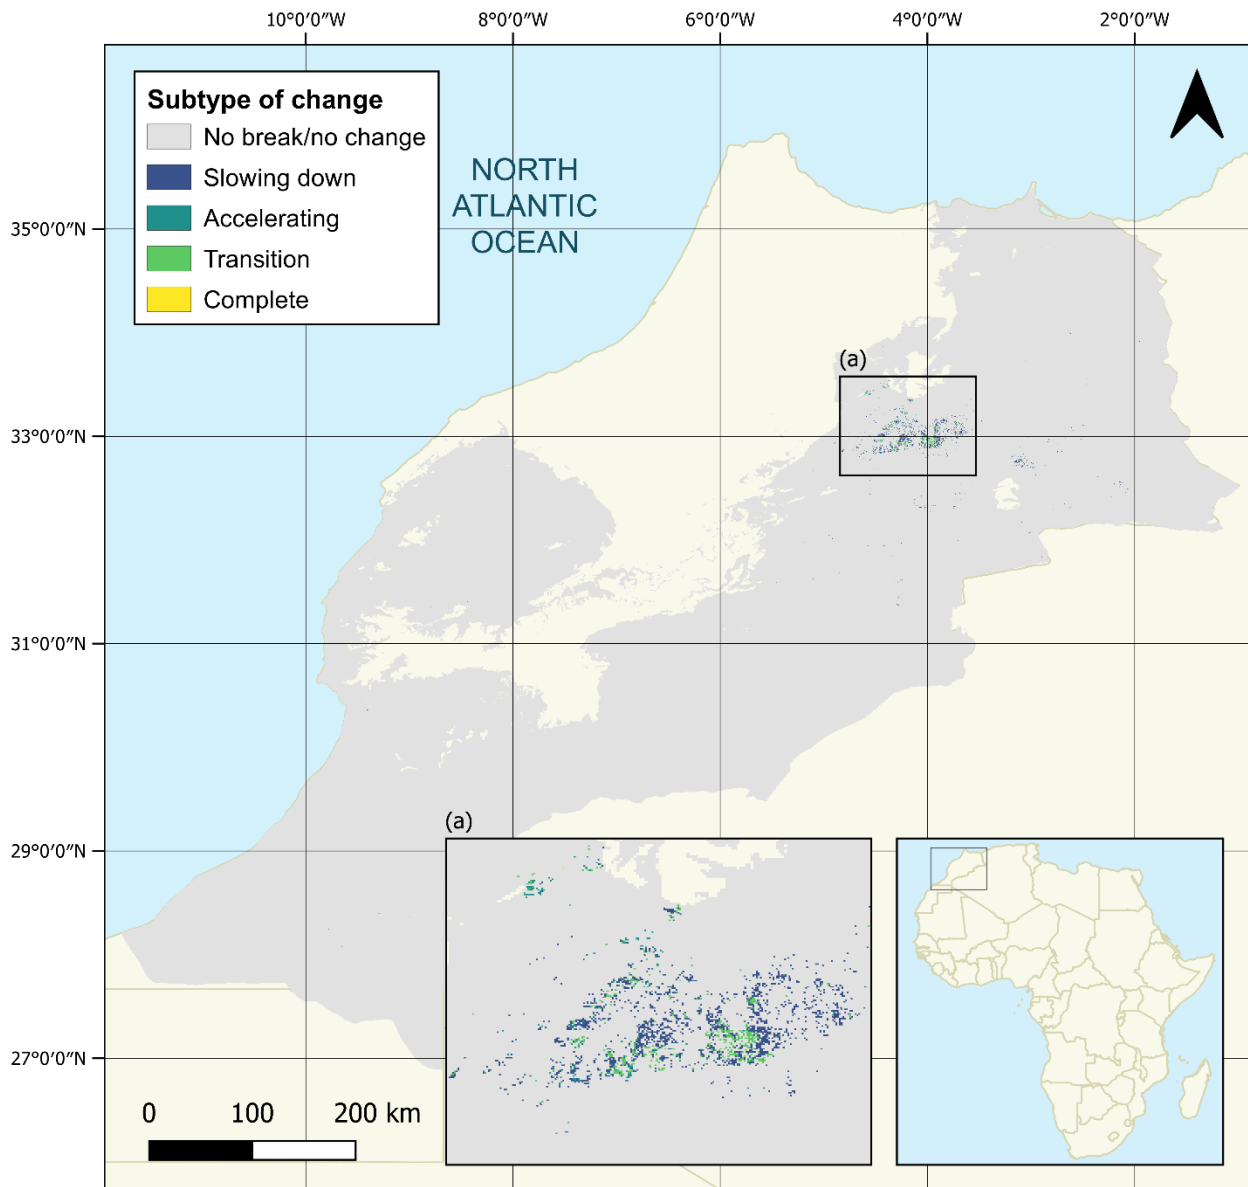 10°0'0"W 8°0'0"W 6°0'0"W 4°0'0"W 2°0'0"W
Subtype of change
No break/no change
Slowing down
Accelerating
Transition
Complete
NORTH
ATLANTIC
OCEAN
35°0'0"N
(a)
33°0'0"N
31°0'0"N
(a)
29°0'0"N
27°0'0"N
0 100 200 km